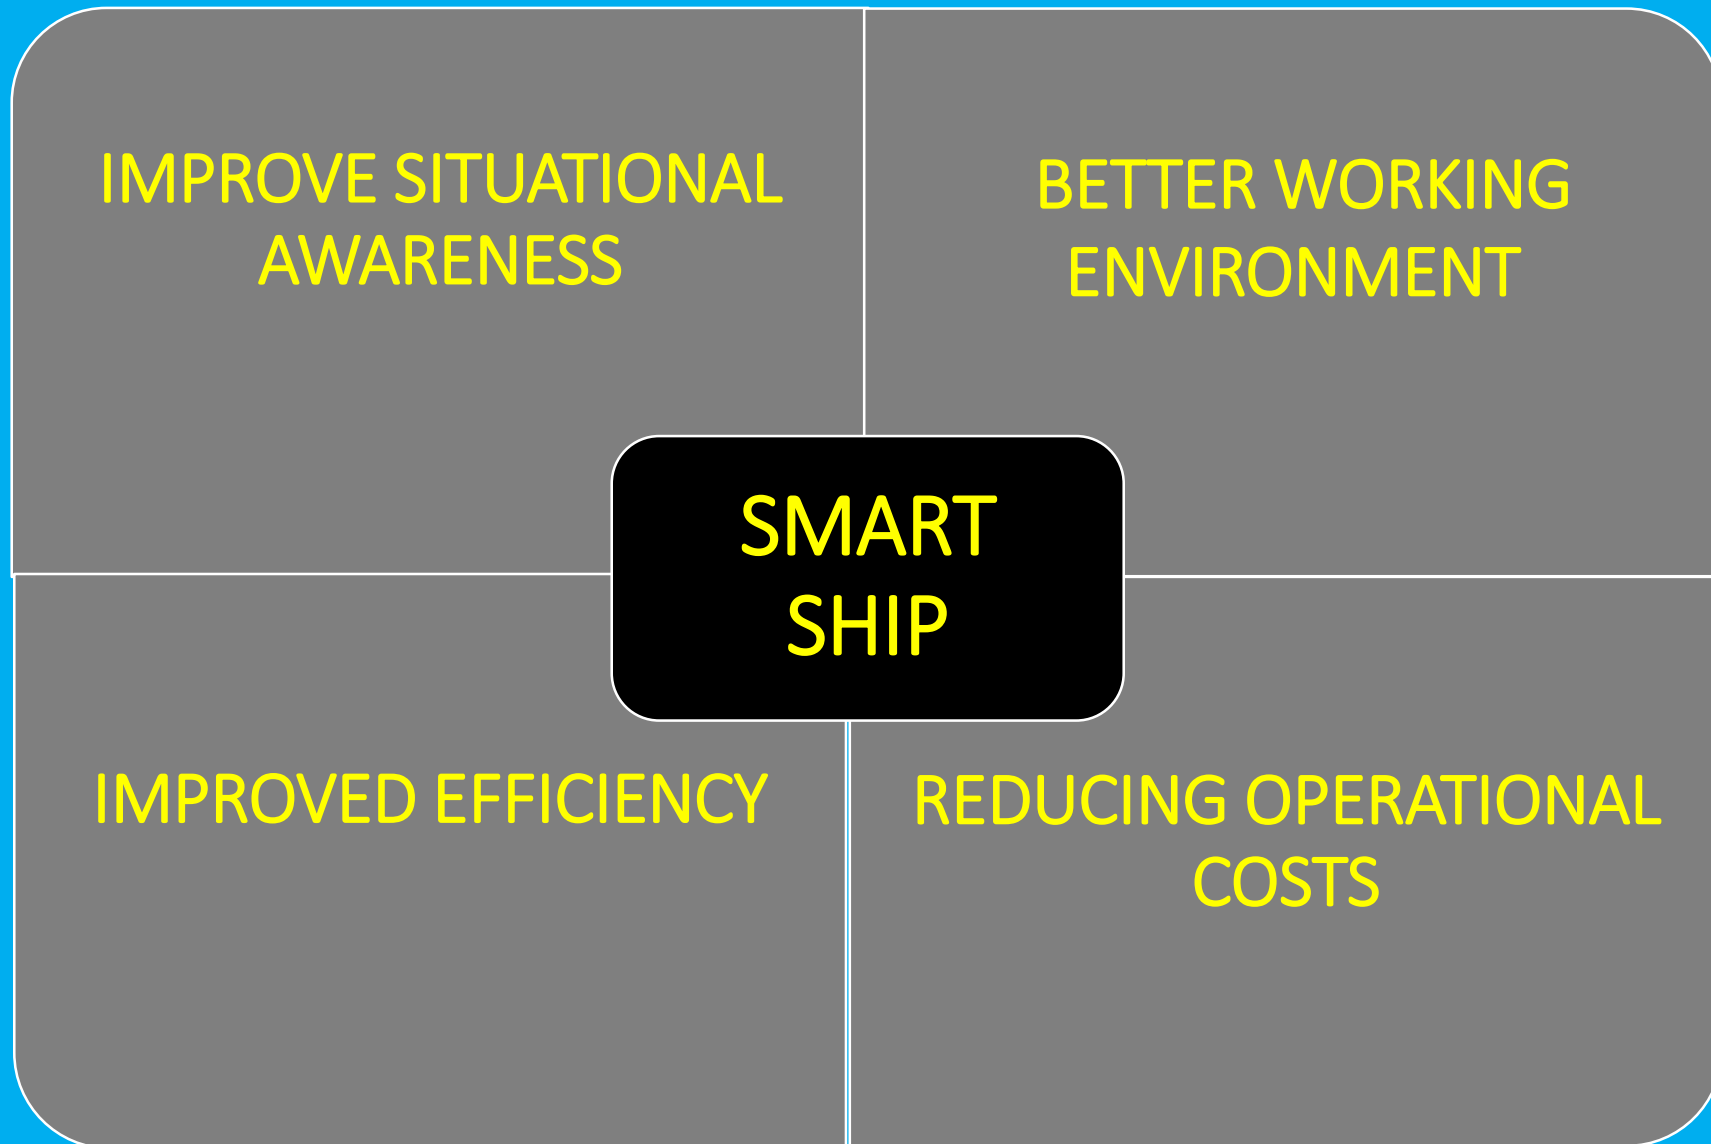 IMPROVE SITUATIONAL
AWARENESS
BETTER WORKING
ENVIRONMENT
SMART
SHIP
IMPROVED EFFICIENCY
REDUCING OPERATIONAL
COSTS